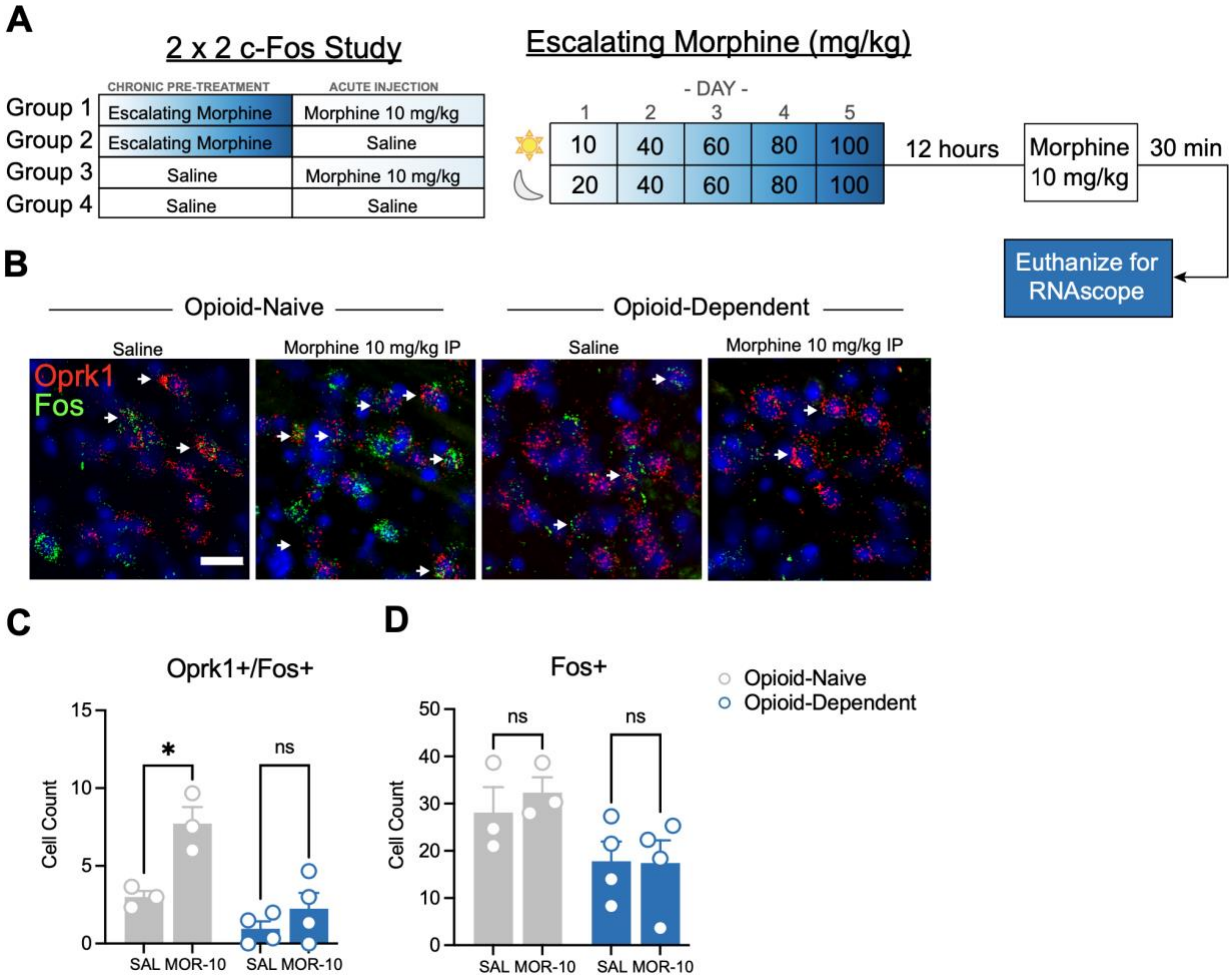 A
2 x 2 c-Fos Study
CHRONIC PRE-TREATMENT ACUTE INJECTION
Group 1 Escalating Morphine Morphine 10 mg/kg
Group 2 Escalating Morphine Saline
Group 3 Saline Morphine 10 mg/kg
Group 4 Saline Saline
Escalating Morphine (mg/kg)
- DAY -
1 2 3 4 5
10 40 60 80 100
20 40 60 80 100
12 hours
Morphine
10 mg/kg
30 min
Euthanize for
RNAscope
B
Opioid-Naive Opioid-Dependent
Saline Morphine 10 mg/kg IP Saline Morphine 10 mg/kg IP
Oprk1
Fos
C
Oprk1+/Fos+
Cell Count
15
10
5
0
* ns
SAL MOR-10 SAL MOR-10
D
Fos+
Cell Count
50
40
30
20
10
0
ns ns
SAL MOR-10 SAL MOR-10
Opioid-Naive
Opioid-Dependent